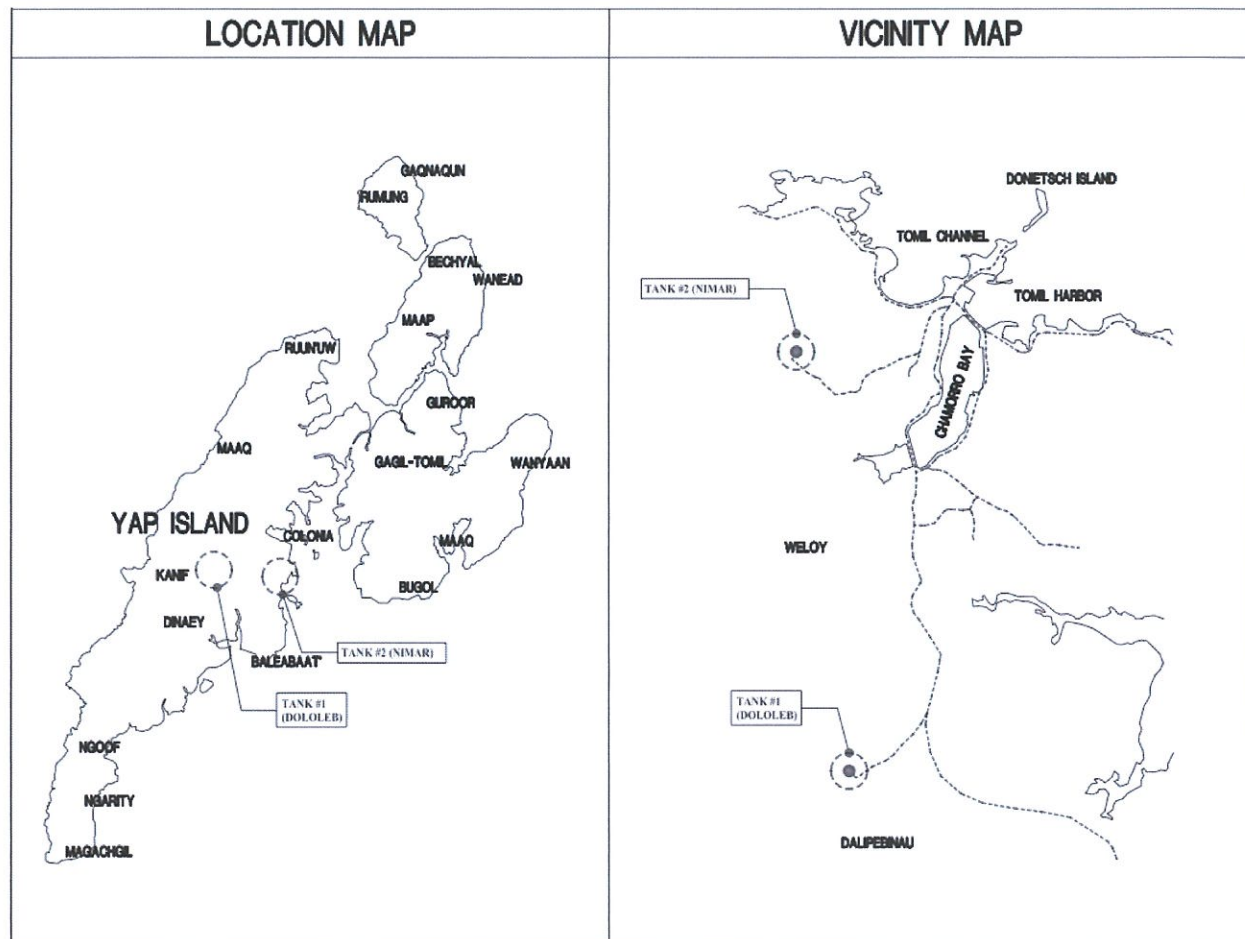 LOCATION MAP
GAQNAQUN
RUMUNG
BECHYAL
WANEAD
MAAP
RUUN'UW
GUROOR
MAAQ
GAGIL-TOMIL
WANYAAN
YAP ISLAND
COLONIA
MAAQ
KANIF
BUGOL
DINAEY
TANK #2 (NIMAR)
BALEABAAT'
TANK #1
(DOLOLEB)
NGOOF
NGARITY
MAGACHGIL
VICINITY MAP
DONIETSCH ISLAND
TOMIL CHANNEL
TANK #2 (NIMAR)
TOMIL HARBOR
CHAMORRO BAY
WELOY
TANK #1
(DOLOLEB)
DALIPEBINAU